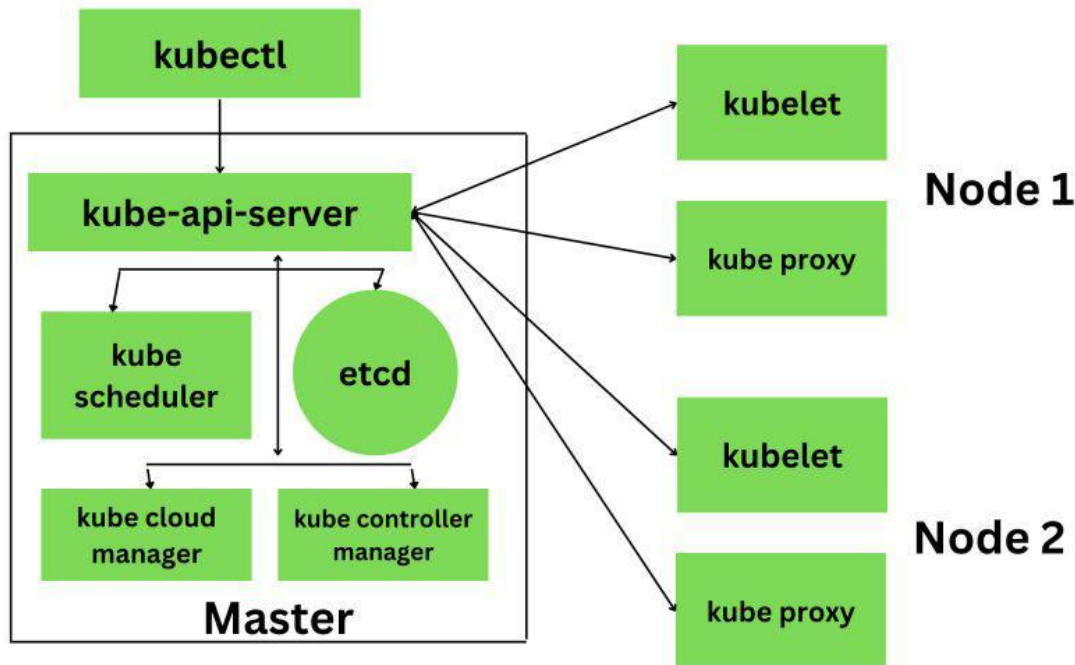 kubectl
kube-api-server
kube
scheduler
etcd
kube cloud
manager
kube controller
manager
Master
kubelet
kube proxy
Node 1
kubelet
kube proxy
Node 2